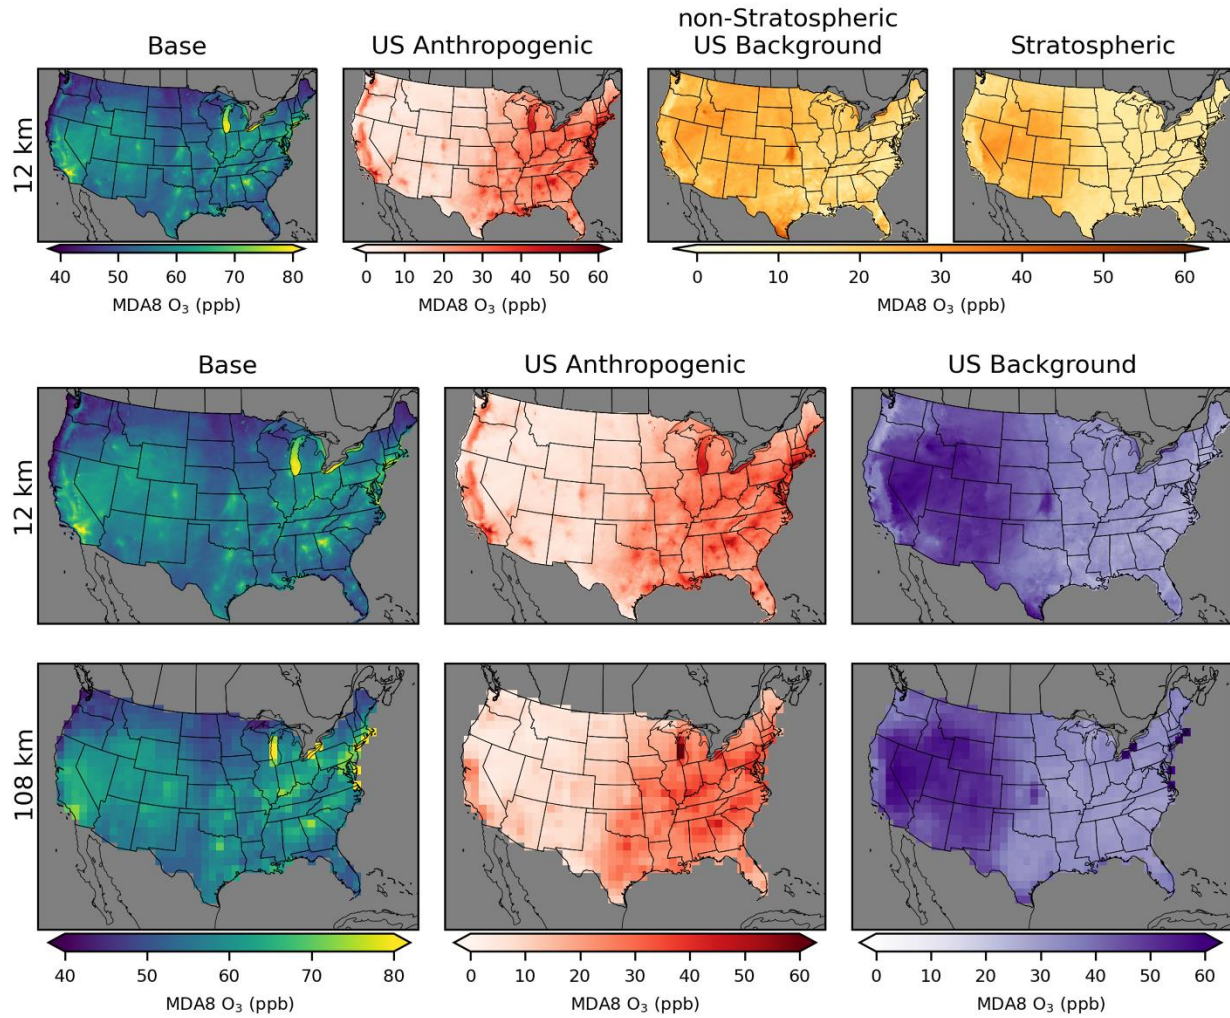 non-Stratospheric
Base US Anthropogenic US Background Stratospheric
12 km
40 50 60 70 80 0 10 20 30 40 50 60 0 10 20 30 40 50 60
MDA8 O₃ (ppb) MDA8 O₃ (ppb) MDA8 O₃ (ppb)
Base US Anthropogenic US Background
12 km
108 km
40 50 60 70 80 0 10 20 30 40 50 60 0 10 20 30 40 50 60
MDA8 O₃ (ppb) MDA8 O₃ (ppb) MDA8 O₃ (ppb)